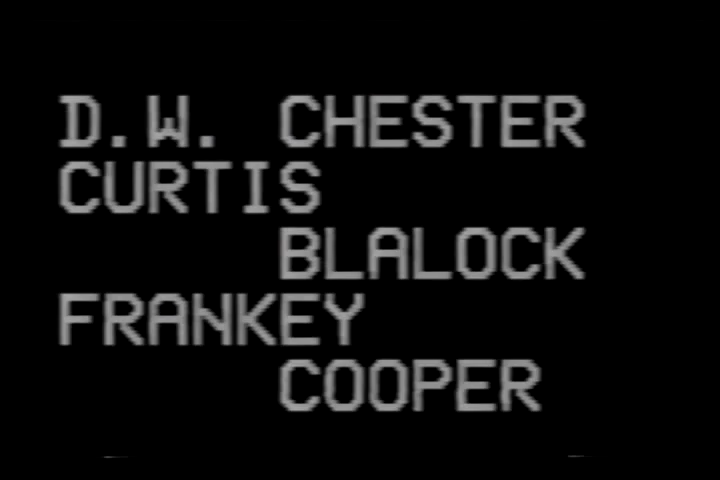 D.W. CHESTER
CURTIS
BLALOCK
FRANKEY
COOPER